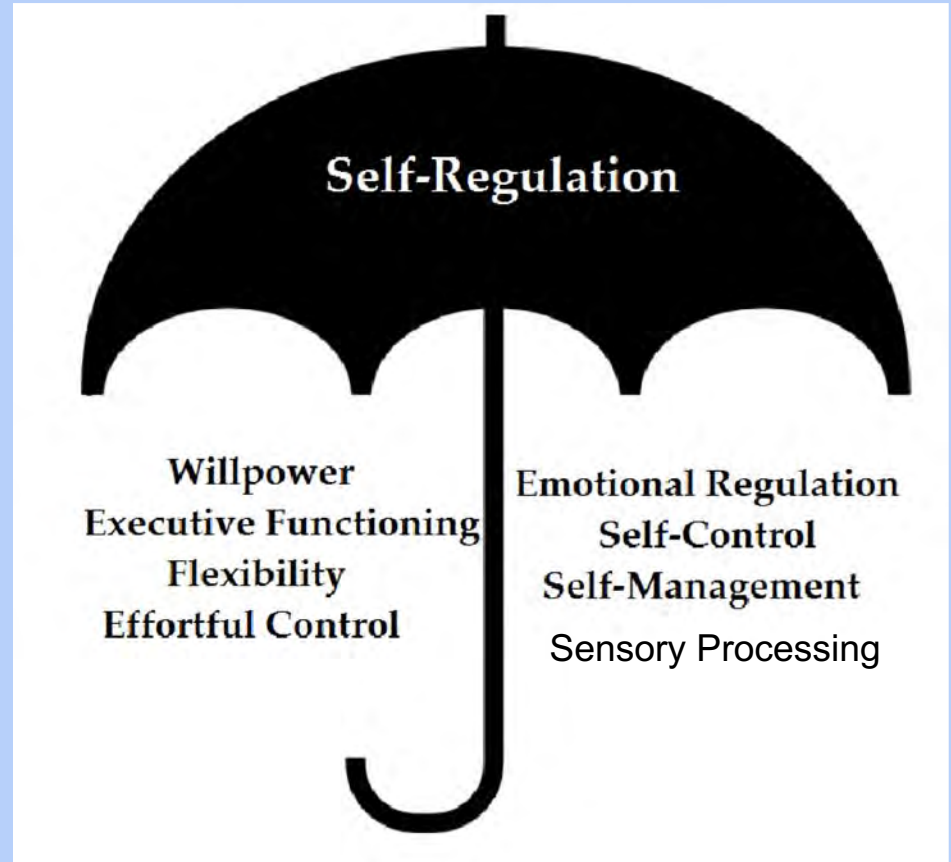 Self-Regulation
Willpower
Executive Functioning
Flexibility
Effortful Control
Emotional Regulation
Self-Control
Self-Management
Sensory Processing